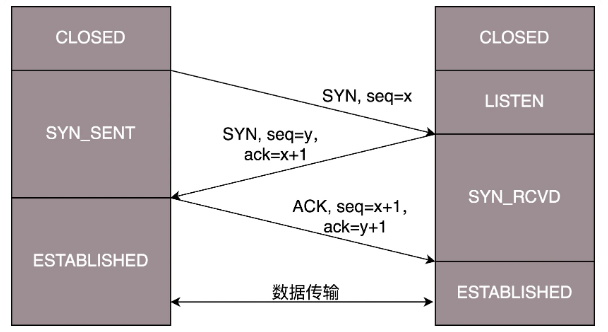 CLOSED
CLOSED
SYN, seq=x
LISTEN
SYN_SENT
SYN, seq=y,
ack=x+1
SYN_RCVD
ACK, seq=x+1,
ack=y+1
ESTABLISHED
数据传输
ESTABLISHED